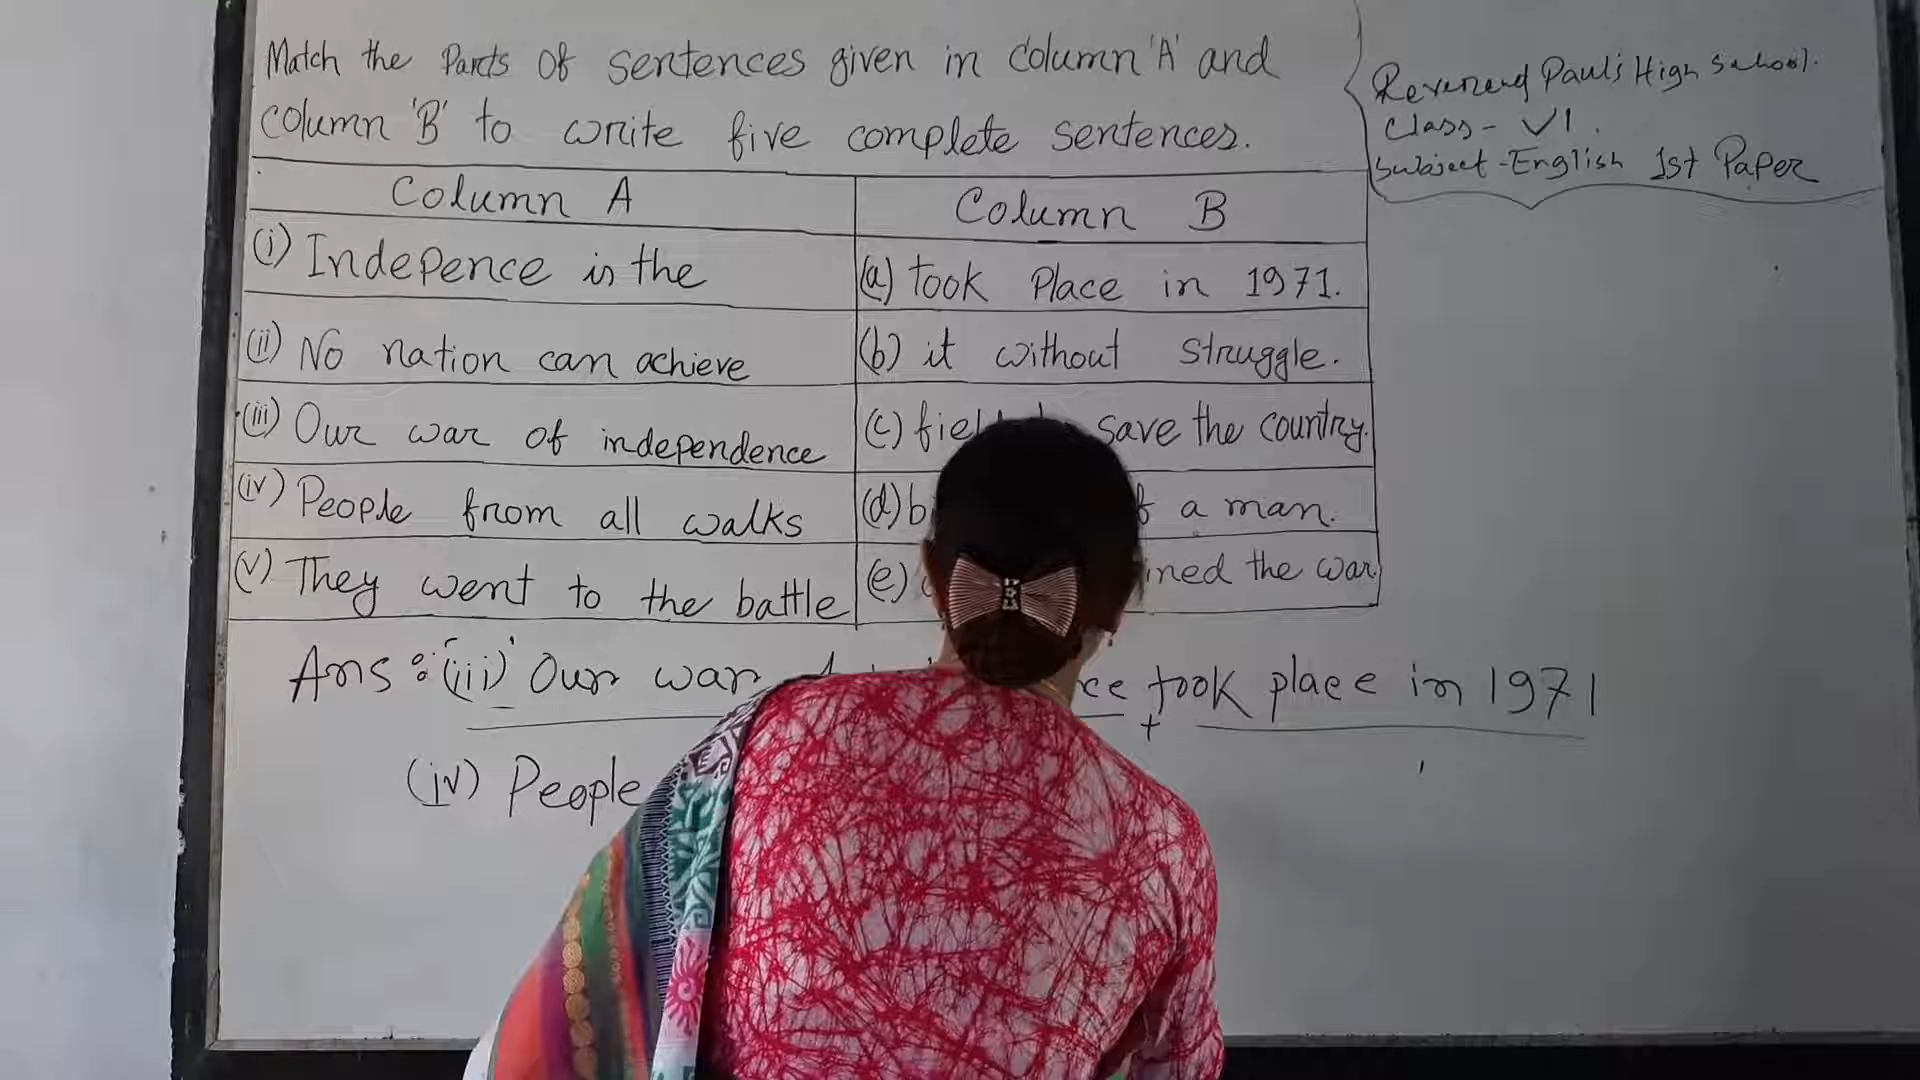 Match the Parts of sentences given in column 'A' and
column 'B' to write five complete sentences.
Reverend Paul's High School.
Class - VI.
Subject - English 1st Paper
Column A
Column B
(i) Indepence is the
(a) took Place in 1971.
(ii) No nation can achieve
(b) it without struggle.
(iii) Our war of independence
(c) save the country.
(iv) People from all walks
(d) a man.
(v) They went to the battle
(e) the war
Ans : (iii) Our war took place in 1971
+
(iv) People